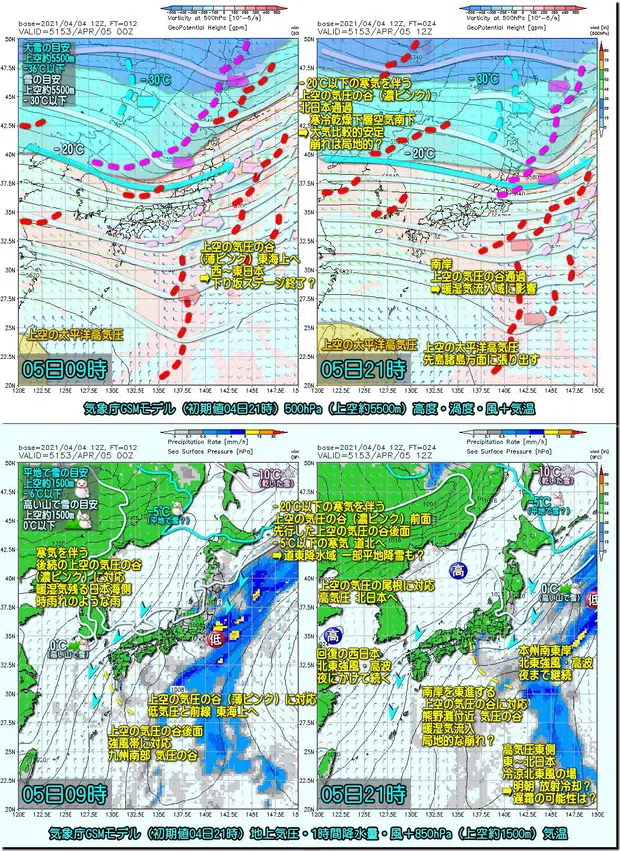 base=2021/04/04 12Z, FT=012
VALID=5153/APR/05 00Z
Vorticity at 500hPa [10^-6/s]
GeoPotential Height [gpm]
大雪の目安
上空約5500m
-36℃以下
雪の目安
上空約5500m
-30℃以下
-30℃
-20℃
上空の気圧の谷
(薄ピンク) 東海上へ
西〜東日本
➡下り坂ステージ終了?
上空の太平洋高気圧
05日09時
base=2021/04/04 12Z, FT=024
VALID=5153/APR/05 12Z
Vorticity at 500hPa [10^-6/s]
GeoPotential Height [gpm]
-30℃
-20℃以下の寒気を伴う
上空の気圧の谷(濃ピンク)
北日本通過
寒冷乾燥下層空気南下
➡大気比較的安定
崩れは局地的?
-20℃
南岸
上空の気圧の谷通過
➡暖湿気流入域に影響
上空の太平洋高気圧
上空の太平洋高気圧
先島諸島方面に張り出す
05日21時
気象庁GSMモデル (初期値04日21時) 500hPa (上空約5500m) 高度・渦度・風+気温
base=2021/04/04 12Z, FT=012
VALID=5153/APR/05 00Z
Precipitation Rate [mm/h]
Sea Surface Pressure [hPa]
平地で雪の目安
上空約1500m
-6℃以下
高い山で雪の目安
上空約1500m
0℃以下
-10℃
(乾いた雪)
-5℃
(平地で雪?)
寒気を伴う
後続の上空の気圧の谷
(濃ピンク)に対応
暖湿気残る日本海側
時雨れのような雨
0℃
(高い山で雪)
低
上空の気圧の谷(薄ピンク)に対応
低気圧と前線 東海上へ
上空の気圧の谷後面
強風帯に対応
九州南部 気圧の谷
05日09時
base=2021/04/04 12Z, FT=024
VALID=5153/APR/05 12Z
Precipitation Rate [mm/h]
Sea Surface Pressure [hPa]
-10℃
(乾いた雪)
-5℃
(平地で雪?)
-20℃以下の寒気を伴う
上空の気圧の谷(濃ピンク)前面
先行した上空の気圧の谷後面
-5℃以下の寒気 道北へ
➡道東降水域 一部平地降雪も?
高
上空の気圧の尾根に対応
高気圧 北日本へ
0℃
(高い山で雪)
低
高
回復の西日本
北東強風・高波
夜にかけて続く
本州南東岸
北東強風・高波
夜まで継続
南岸を東進する
上空の気圧の谷に対応
熊野灘付近 気圧の谷
暖湿気流入
局地的な崩れ?
高気圧東側
東〜北日本
冷涼北東風の場
➡明朝 放射冷却?
遅霜の可能性は?
05日21時
気象庁GSMモデル (初期値04日21時) 地上気圧・1時間降水量・風+850hPa (上空約1500m) 気温